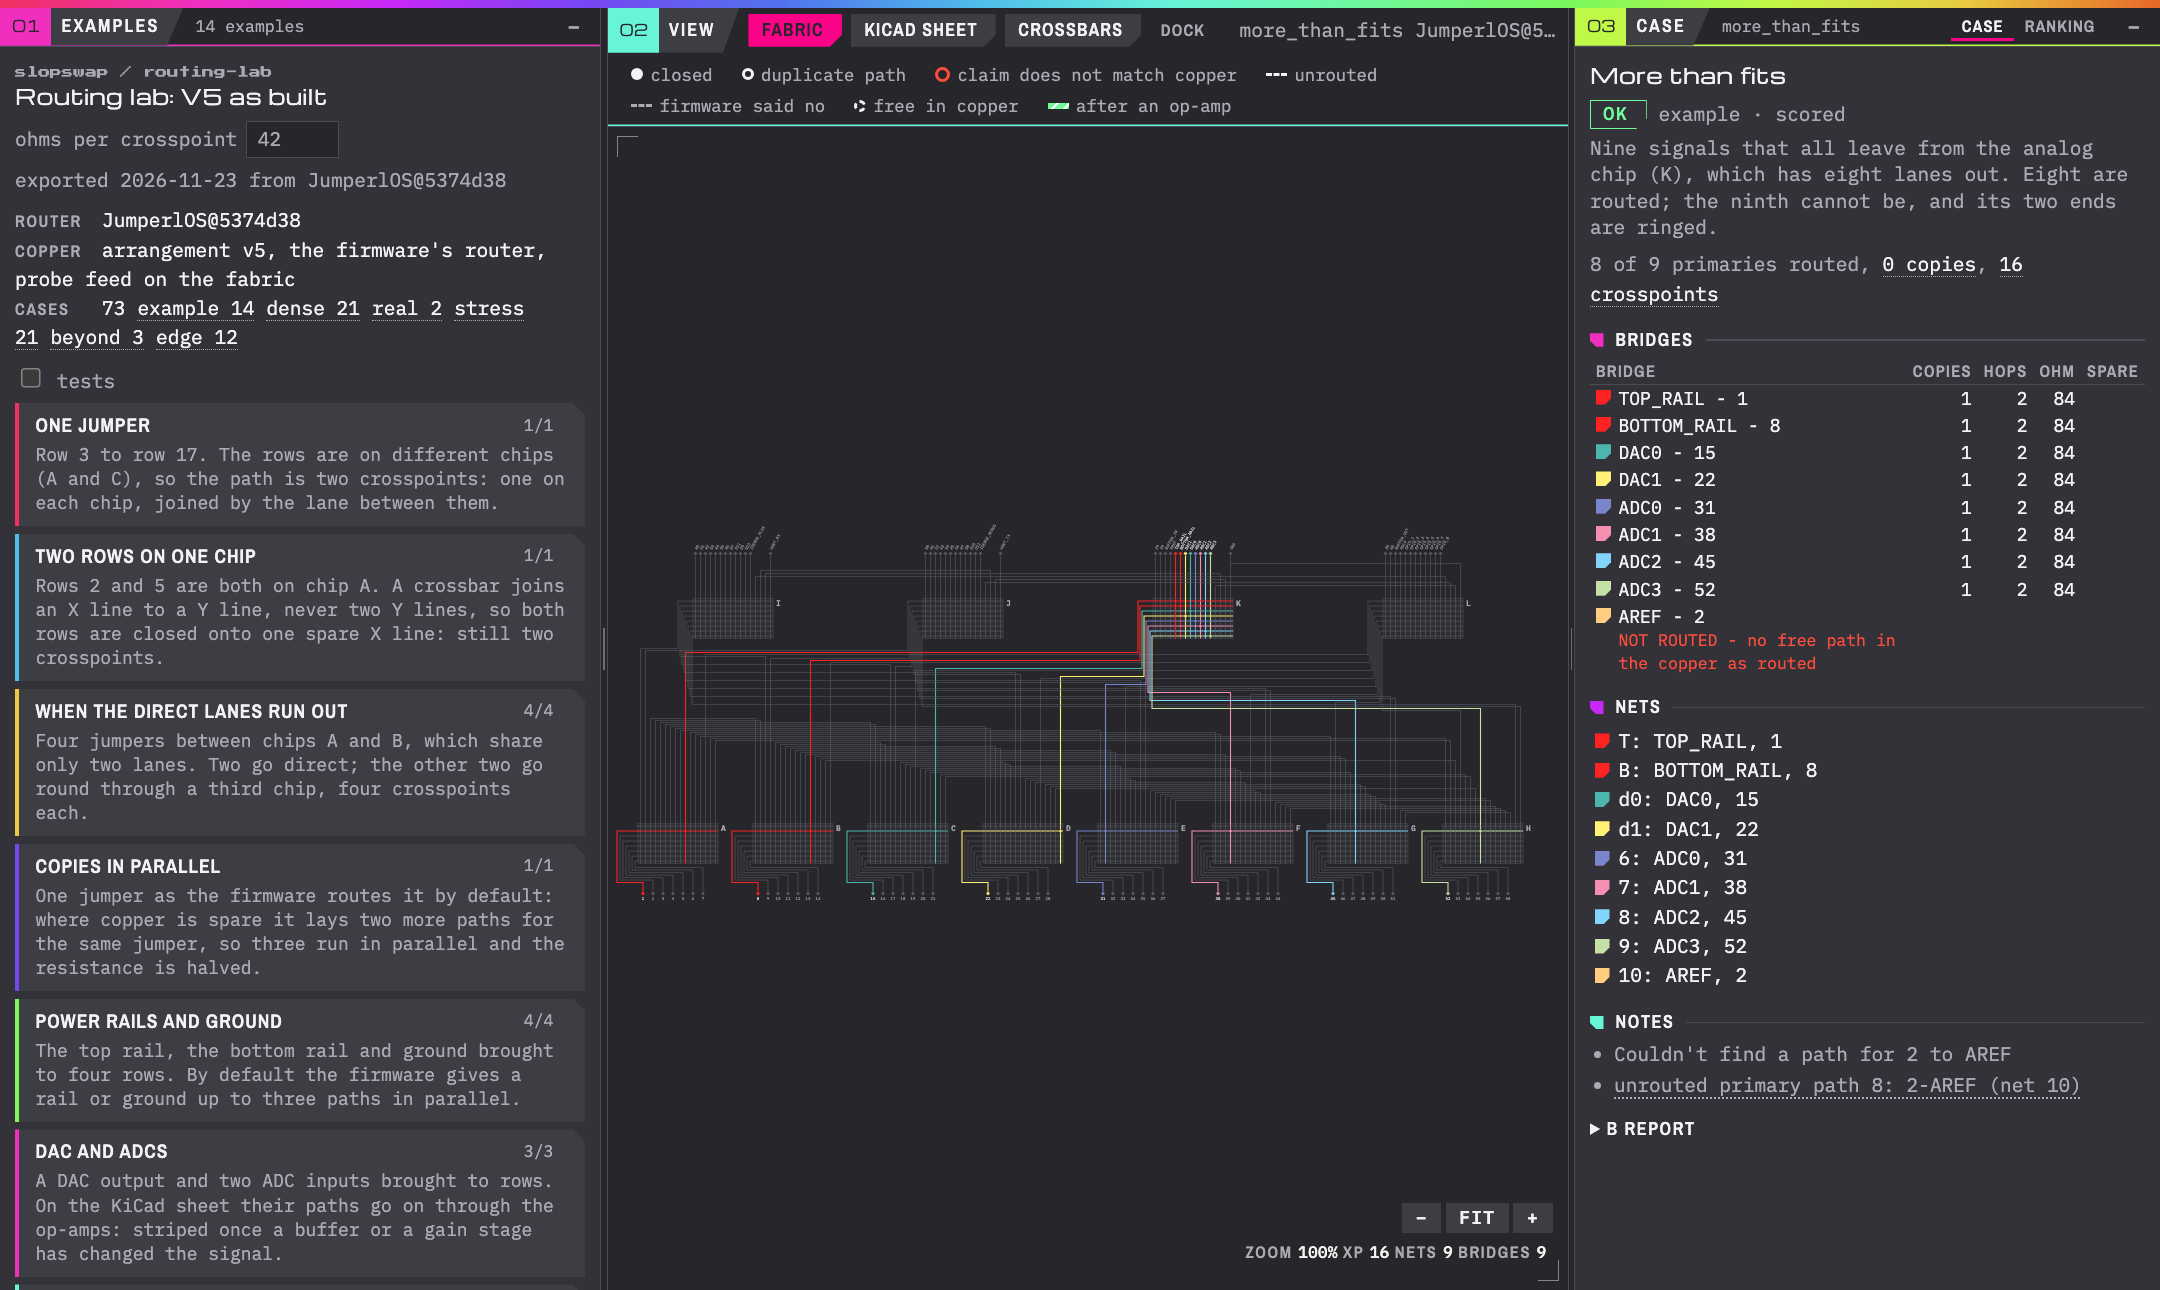 01 EXAMPLES 14 examples –
slopswap / routing-lab
Routing lab: V5 as built
ohms per crosspoint 42
exported 2026-11-23 from JumperlOS@5374d38
ROUTER JumperlOS@5374d38
COPPER arrangement v5, the firmware's router,
probe feed on the fabric
CASES 73 example 14 dense 21 real 2 stress
21 beyond 3 edge 12
tests
ONE JUMPER 1/1
Row 3 to row 17. The rows are on different chips
(A and C), so the path is two crosspoints: one on
each chip, joined by the lane between them.
TWO ROWS ON ONE CHIP 1/1
Rows 2 and 5 are both on chip A. A crossbar joins
an X line to a Y line, never two Y lines, so both
rows are closed onto one spare X line: still two
crosspoints.
WHEN THE DIRECT LANES RUN OUT 4/4
Four jumpers between chips A and B, which share
only two lanes. Two go direct; the other two go
round through a third chip, four crosspoints
each.
COPIES IN PARALLEL 1/1
One jumper as the firmware routes it by default:
where copper is spare it lays two more paths for
the same jumper, so three run in parallel and the
resistance is halved.
POWER RAILS AND GROUND 4/4
The top rail, the bottom rail and ground brought
to four rows. By default the firmware gives a
rail or ground up to three paths in parallel.
DAC AND ADCS 3/3
A DAC output and two ADC inputs brought to rows.
On the KiCad sheet their paths go on through the
op-amps: striped once a buffer or a gain stage
has changed the signal.
02 VIEW FABRIC KICAD SHEET CROSSBARS DOCK more_than_fits JumperlOS@5…
closed duplicate path claim does not match copper unrouted
firmware said no free in copper after an op-amp
I J K L
A B C D E F G H
– FIT +
ZOOM 100% XP 16 NETS 9 BRIDGES 9
03 CASE more_than_fits CASE RANKING –
More than fits
OK example · scored
Nine signals that all leave from the analog
chip (K), which has eight lanes out. Eight are
routed; the ninth cannot be, and its two ends
are ringed.
8 of 9 primaries routed, 0 copies, 16
crosspoints
BRIDGES
BRIDGE COPIES HOPS OHM SPARE
TOP_RAIL - 1 1 2 84
BOTTOM_RAIL - 8 1 2 84
DAC0 - 15 1 2 84
DAC1 - 22 1 2 84
ADC0 - 31 1 2 84
ADC1 - 38 1 2 84
ADC2 - 45 1 2 84
ADC3 - 52 1 2 84
AREF - 2
NOT ROUTED - no free path in
the copper as routed
NETS
T: TOP_RAIL, 1
B: BOTTOM_RAIL, 8
d0: DAC0, 15
d1: DAC1, 22
6: ADC0, 31
7: ADC1, 38
8: ADC2, 45
9: ADC3, 52
10: AREF, 2
NOTES
• Couldn't find a path for 2 to AREF
• unrouted primary path 8: 2-AREF (net 10)
B REPORT